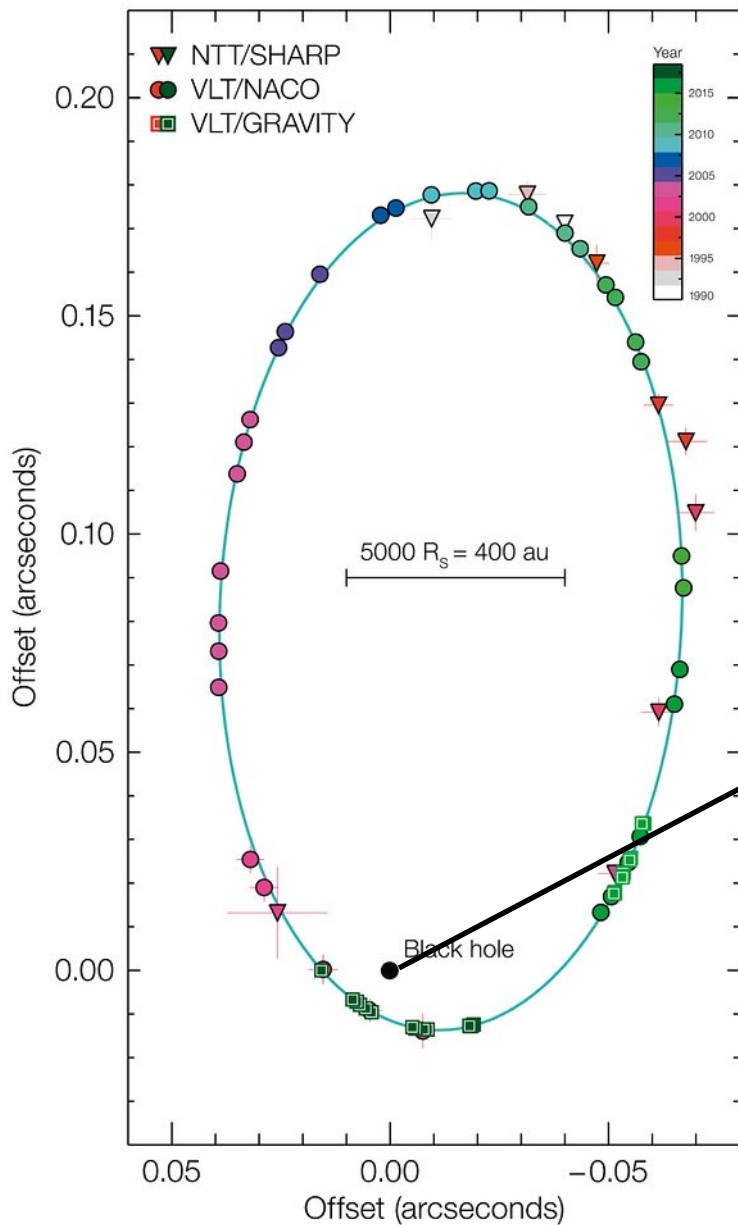 NTT/SHARP
VLT/NACO
VLT/GRAVITY
Year
2015
2010
2005
2000
1995
1990
0.20
0.15
0.10
0.05
0.00
Offset (arcseconds)
5000 Rs = 400 au
Black hole
0.05 0.00 −0.05
Offset (arcseconds)